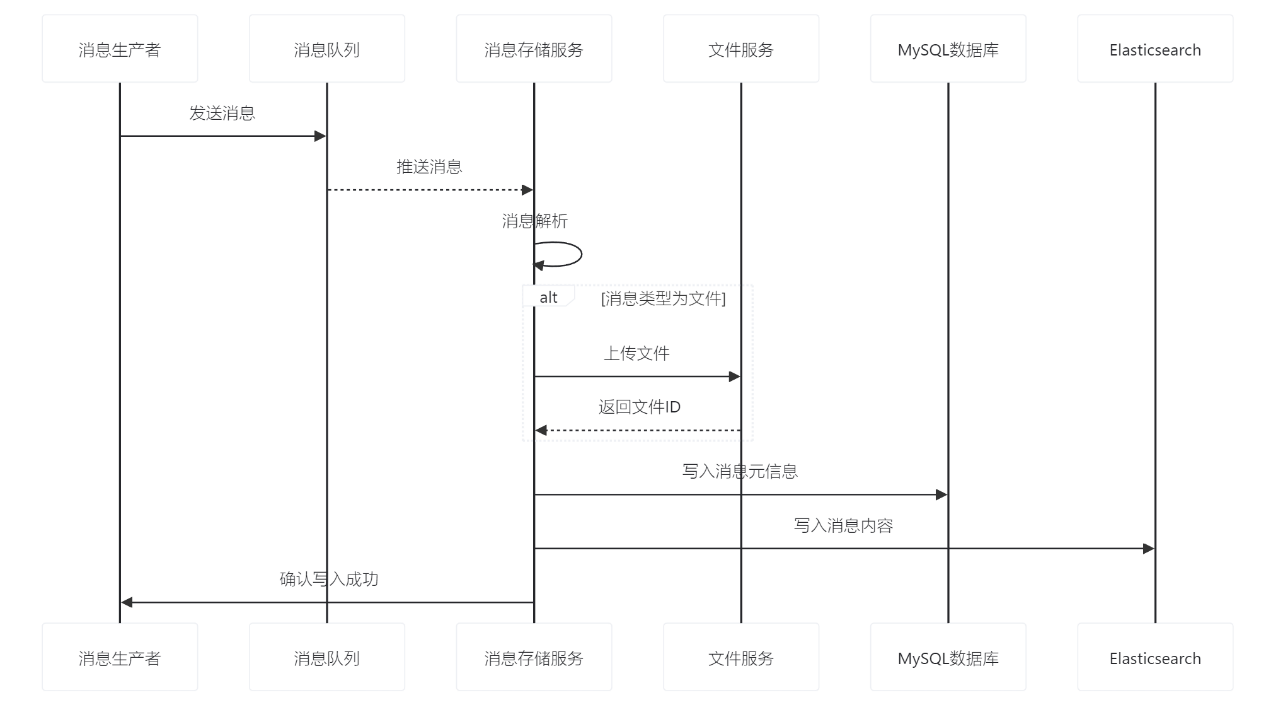 消息生产者
消息队列
消息存储服务
文件服务
MySQL数据库
Elasticsearch
发送消息
推送消息
消息解析
alt
[消息类型为文件]
上传文件
返回文件ID
写入消息元信息
写入消息内容
确认写入成功
消息生产者
消息队列
消息存储服务
文件服务
MySQL数据库
Elasticsearch